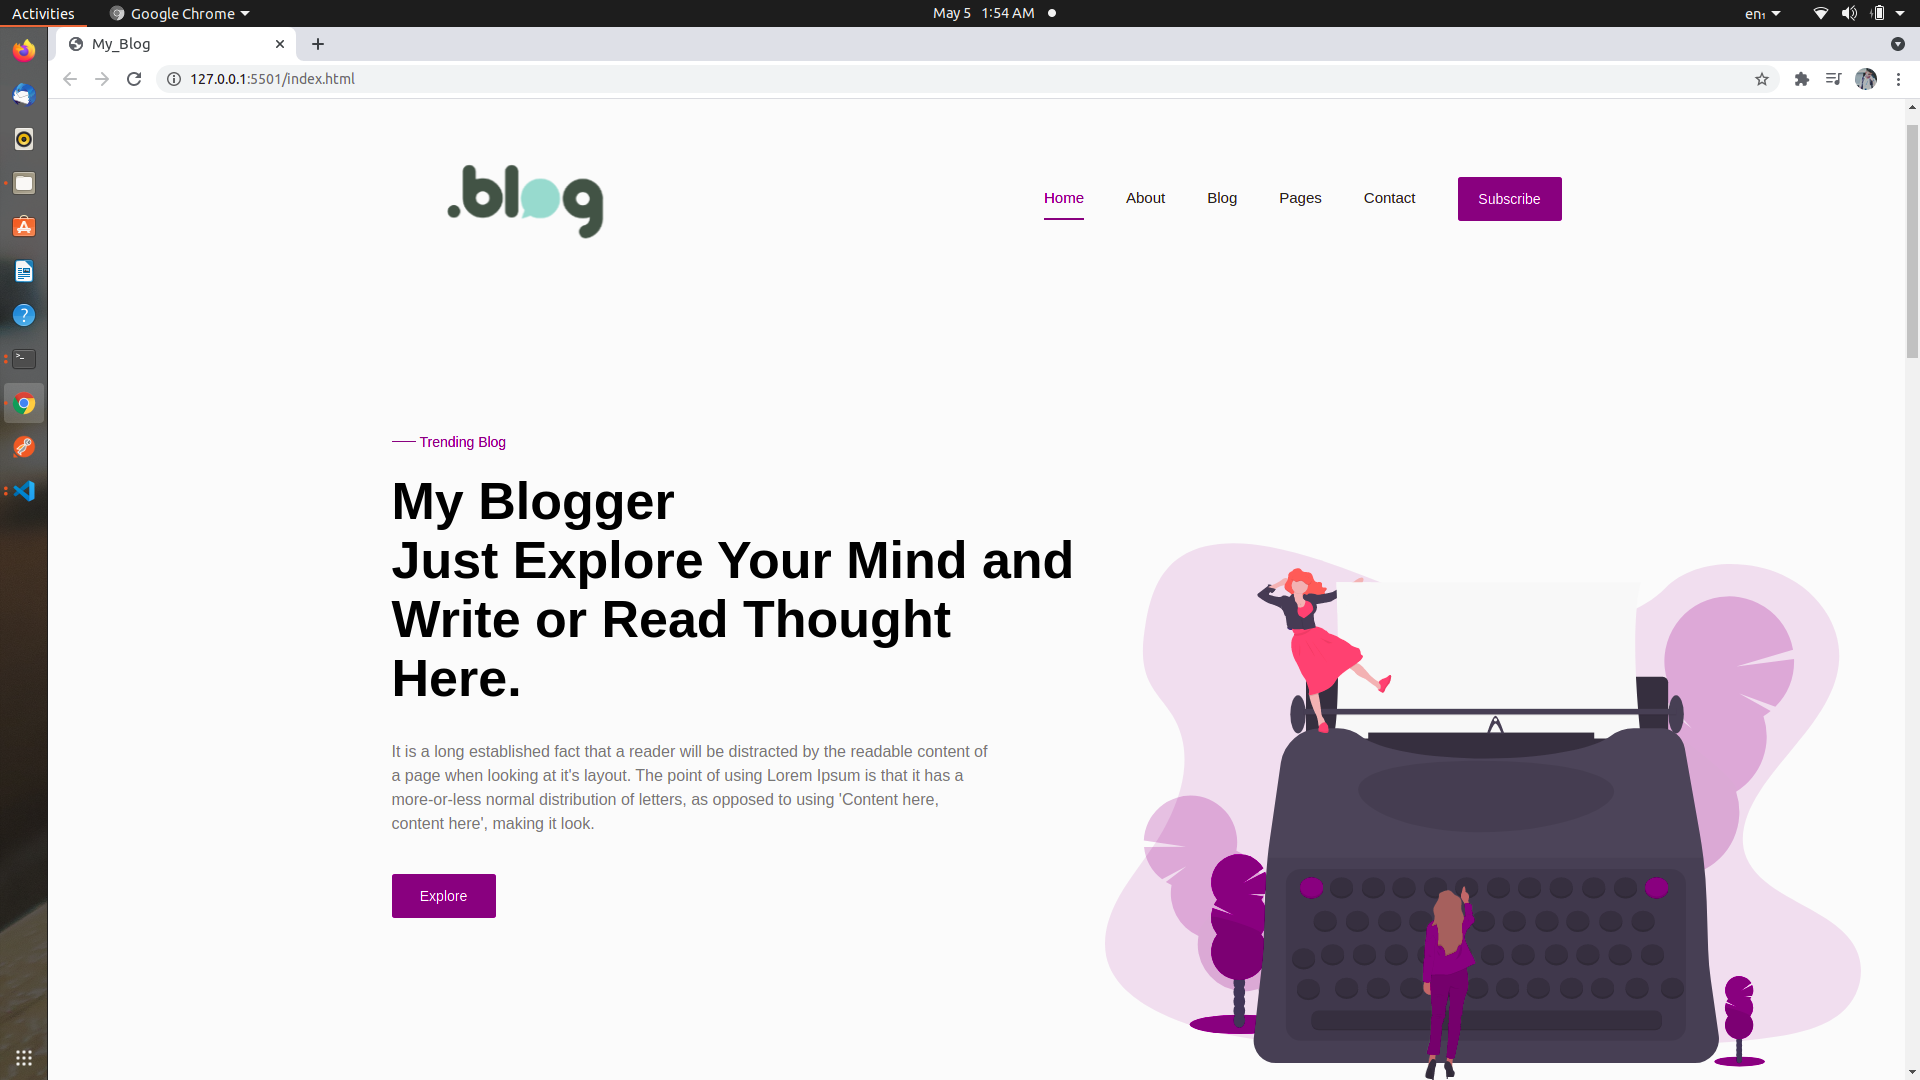 Activities
Google Chrome
May 5 1:54 AM
en₁
My_Blog
127.0.0.1:5501/index.html
.blog
Home
About
Blog
Pages
Contact
Subscribe
Trending Blog
My Blogger
Just Explore Your Mind and
Write or Read Thought
Here.
It is a long established fact that a reader will be distracted by the readable content of
a page when looking at it's layout. The point of using Lorem Ipsum is that it has a
more-or-less normal distribution of letters, as opposed to using 'Content here,
content here', making it look.
Explore